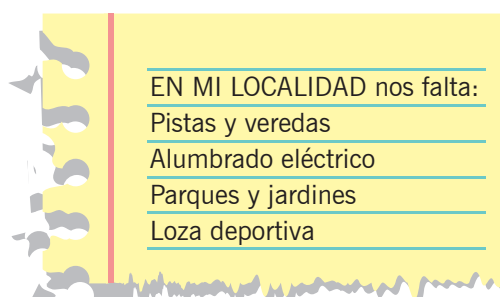 EN MI LOCALIDAD nos falta:
Pistas y veredas
Alumbrado eléctrico
Parques y jardines
Loza deportiva